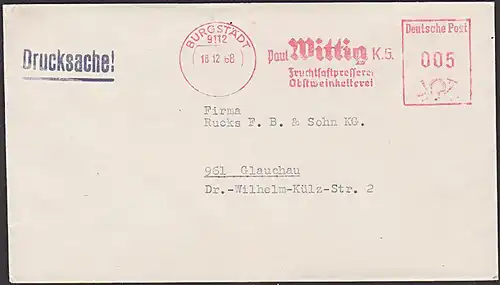 Drucksache!
BURGSTÄDT
9112
18.12.68
Paul Wittig K.G.
Fruchtsaftpresserei
Obstweinkelterei
Deutsche Post
005
Firma
Rucks F. B. & Sohn KG.
961 Glauchau
Dr.-Wilhelm-Külz-Str. 2